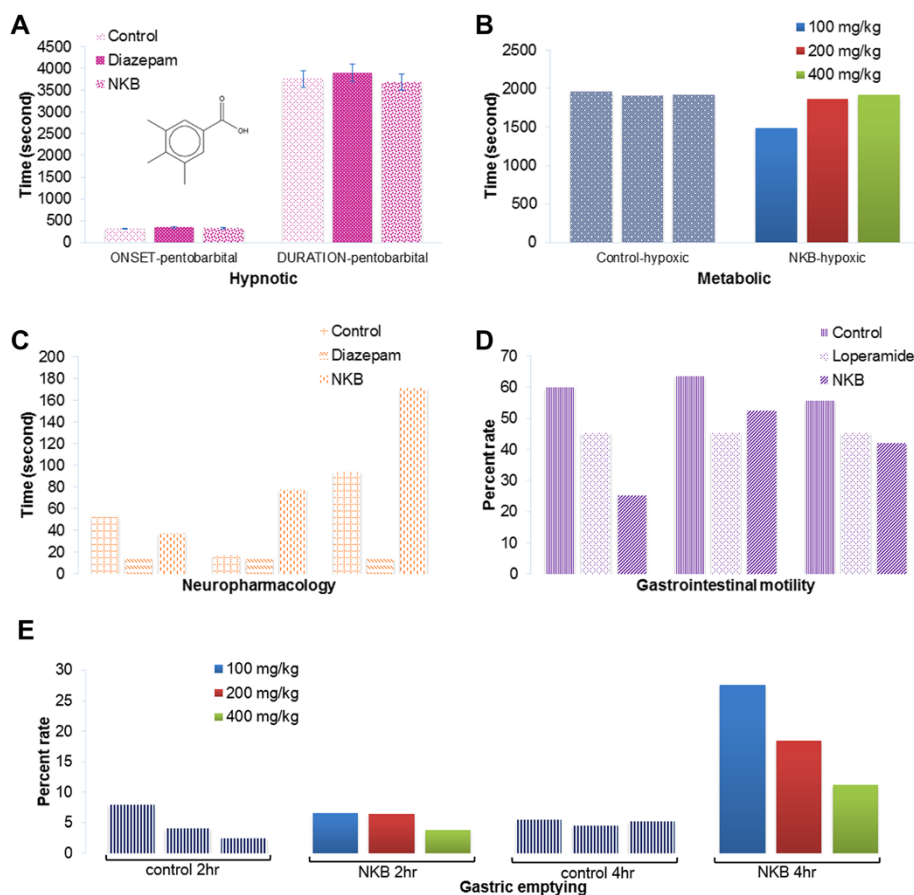 A
Control
Diazepam
NKB
4500
4000
3500
3000
2500
2000
1500
1000
500
0
Time (second)
O
OH
ONSET-pentobarbital
DURATION-pentobarbital
Hypnotic
B
100 mg/kg
200 mg/kg
400 mg/kg
2500
2000
1500
1000
500
0
Time (second)
Control-hypoxic
NKB-hypoxic
Metabolic
C
Control
Diazepam
NKB
200
180
160
140
120
100
80
60
40
20
0
Time (second)
Neuropharmacology
D
Control
Loperamide
NKB
70
60
50
40
30
20
10
0
Percent rate
Gastrointestinal motility
E
100 mg/kg
200 mg/kg
400 mg/kg
30
25
20
15
10
5
0
Percent rate
control 2hr
NKB 2hr
control 4hr
NKB 4hr
Gastric emptying